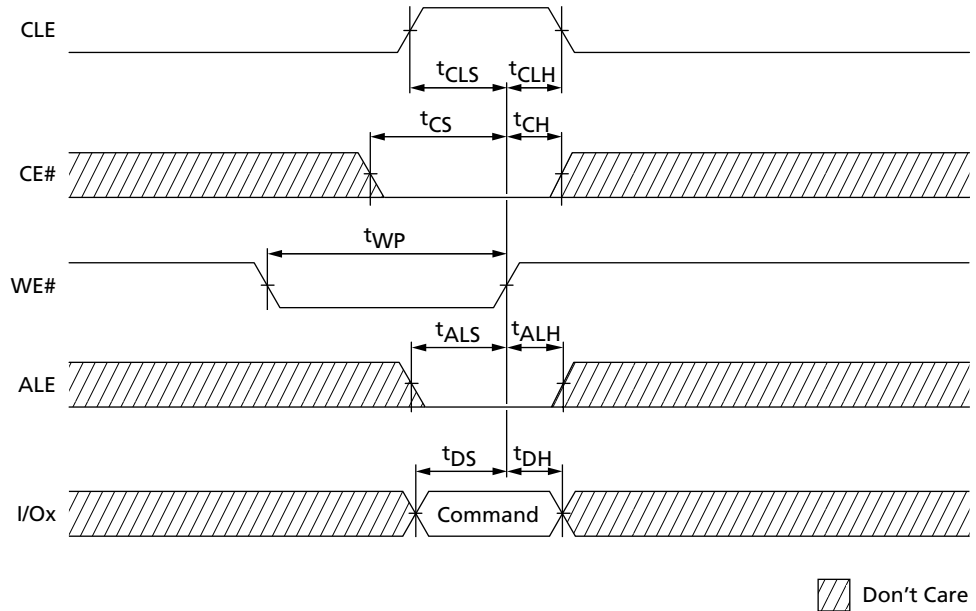 CLE
tCLS tCLH
tCS tCH
CE#
tWP
WE#
tALS tALH
ALE
tDS tDH
I/Ox Command
Don't Care